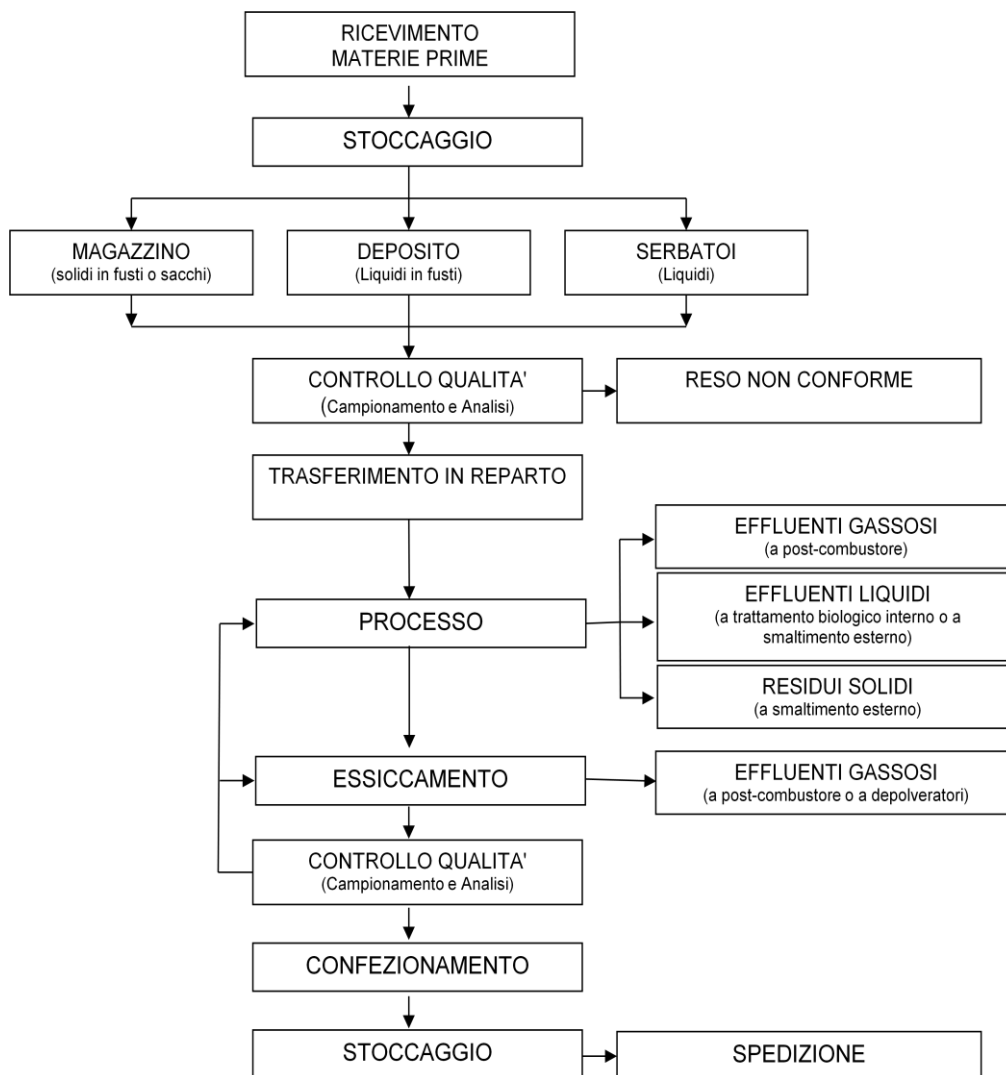 RICEVIMENTO
MATERIE PRIME
STOCCAGGIO
MAGAZZINO
(solidi in fusti o sacchi)
DEPOSITO
(Liquidi in fusti)
SERBATOI
(Liquidi)
CONTROLLO QUALITA'
(Campionamento e Analisi)
RESO NON CONFORME
TRASFERIMENTO IN REPARTO
EFFLUENTI GASSOSI
(a post-combustore)
PROCESSO
EFFLUENTI LIQUIDI
(a trattamento biologico interno o a
smaltimento esterno)
RESIDUI SOLIDI
(a smaltimento esterno)
ESSICCAMENTO
EFFLUENTI GASSOSI
(a post-combustore o a depolveratori)
CONTROLLO QUALITA'
(Campionamento e Analisi)
CONFEZIONAMENTO
STOCCAGGIO
SPEDIZIONE